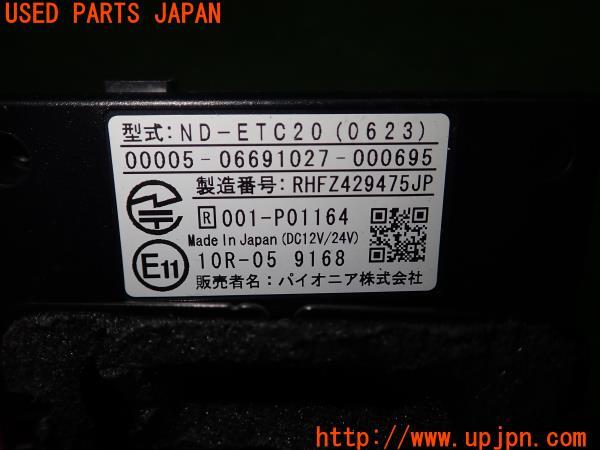 USED PARTS JAPAN
型式:ND-ETC20(0623)
00005-06691027-000695
製造番号:RHFZ429475JP
R 001-P01164
Made In Japan (DC12V/24V)
E11 10R-05 9168
販売者名:パイオニア株式会社
http://www.upjpn.com